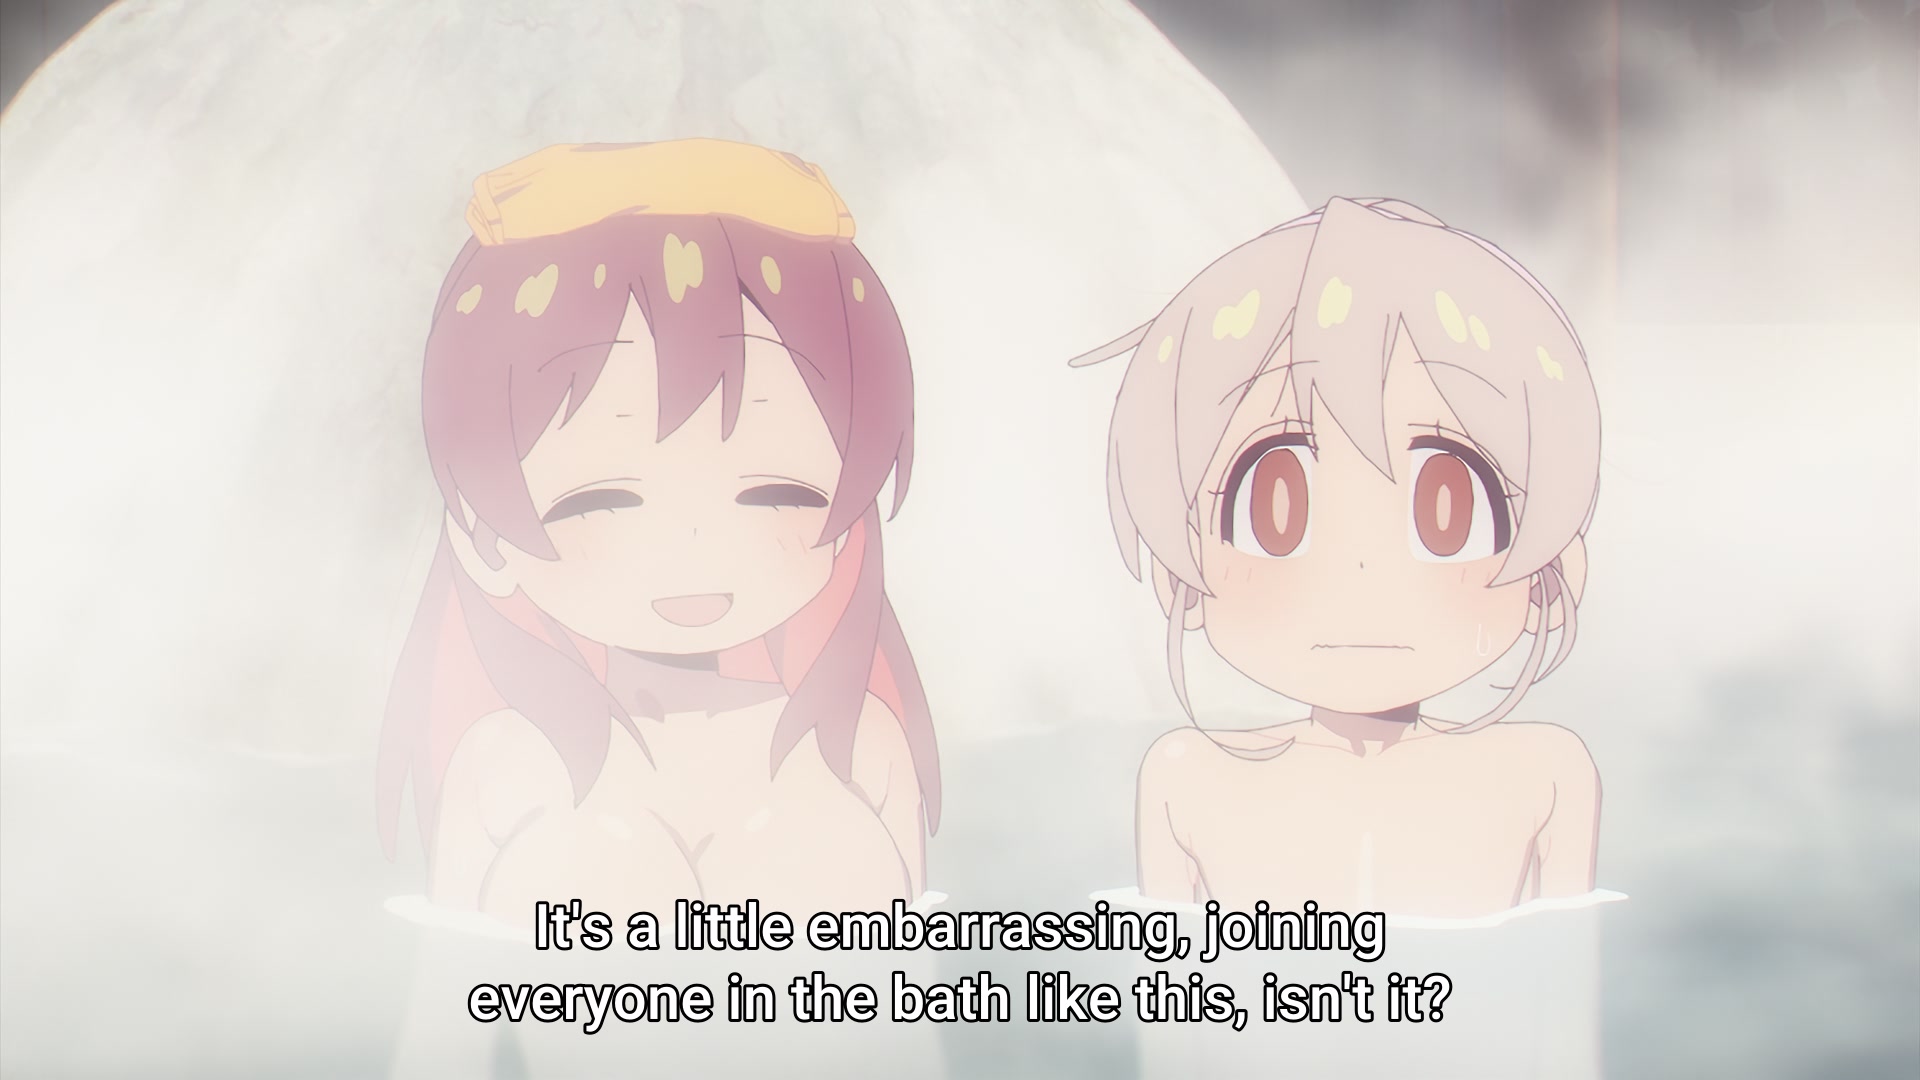 It's a little embarrassing, joining
everyone in the bath like this, isn't it?